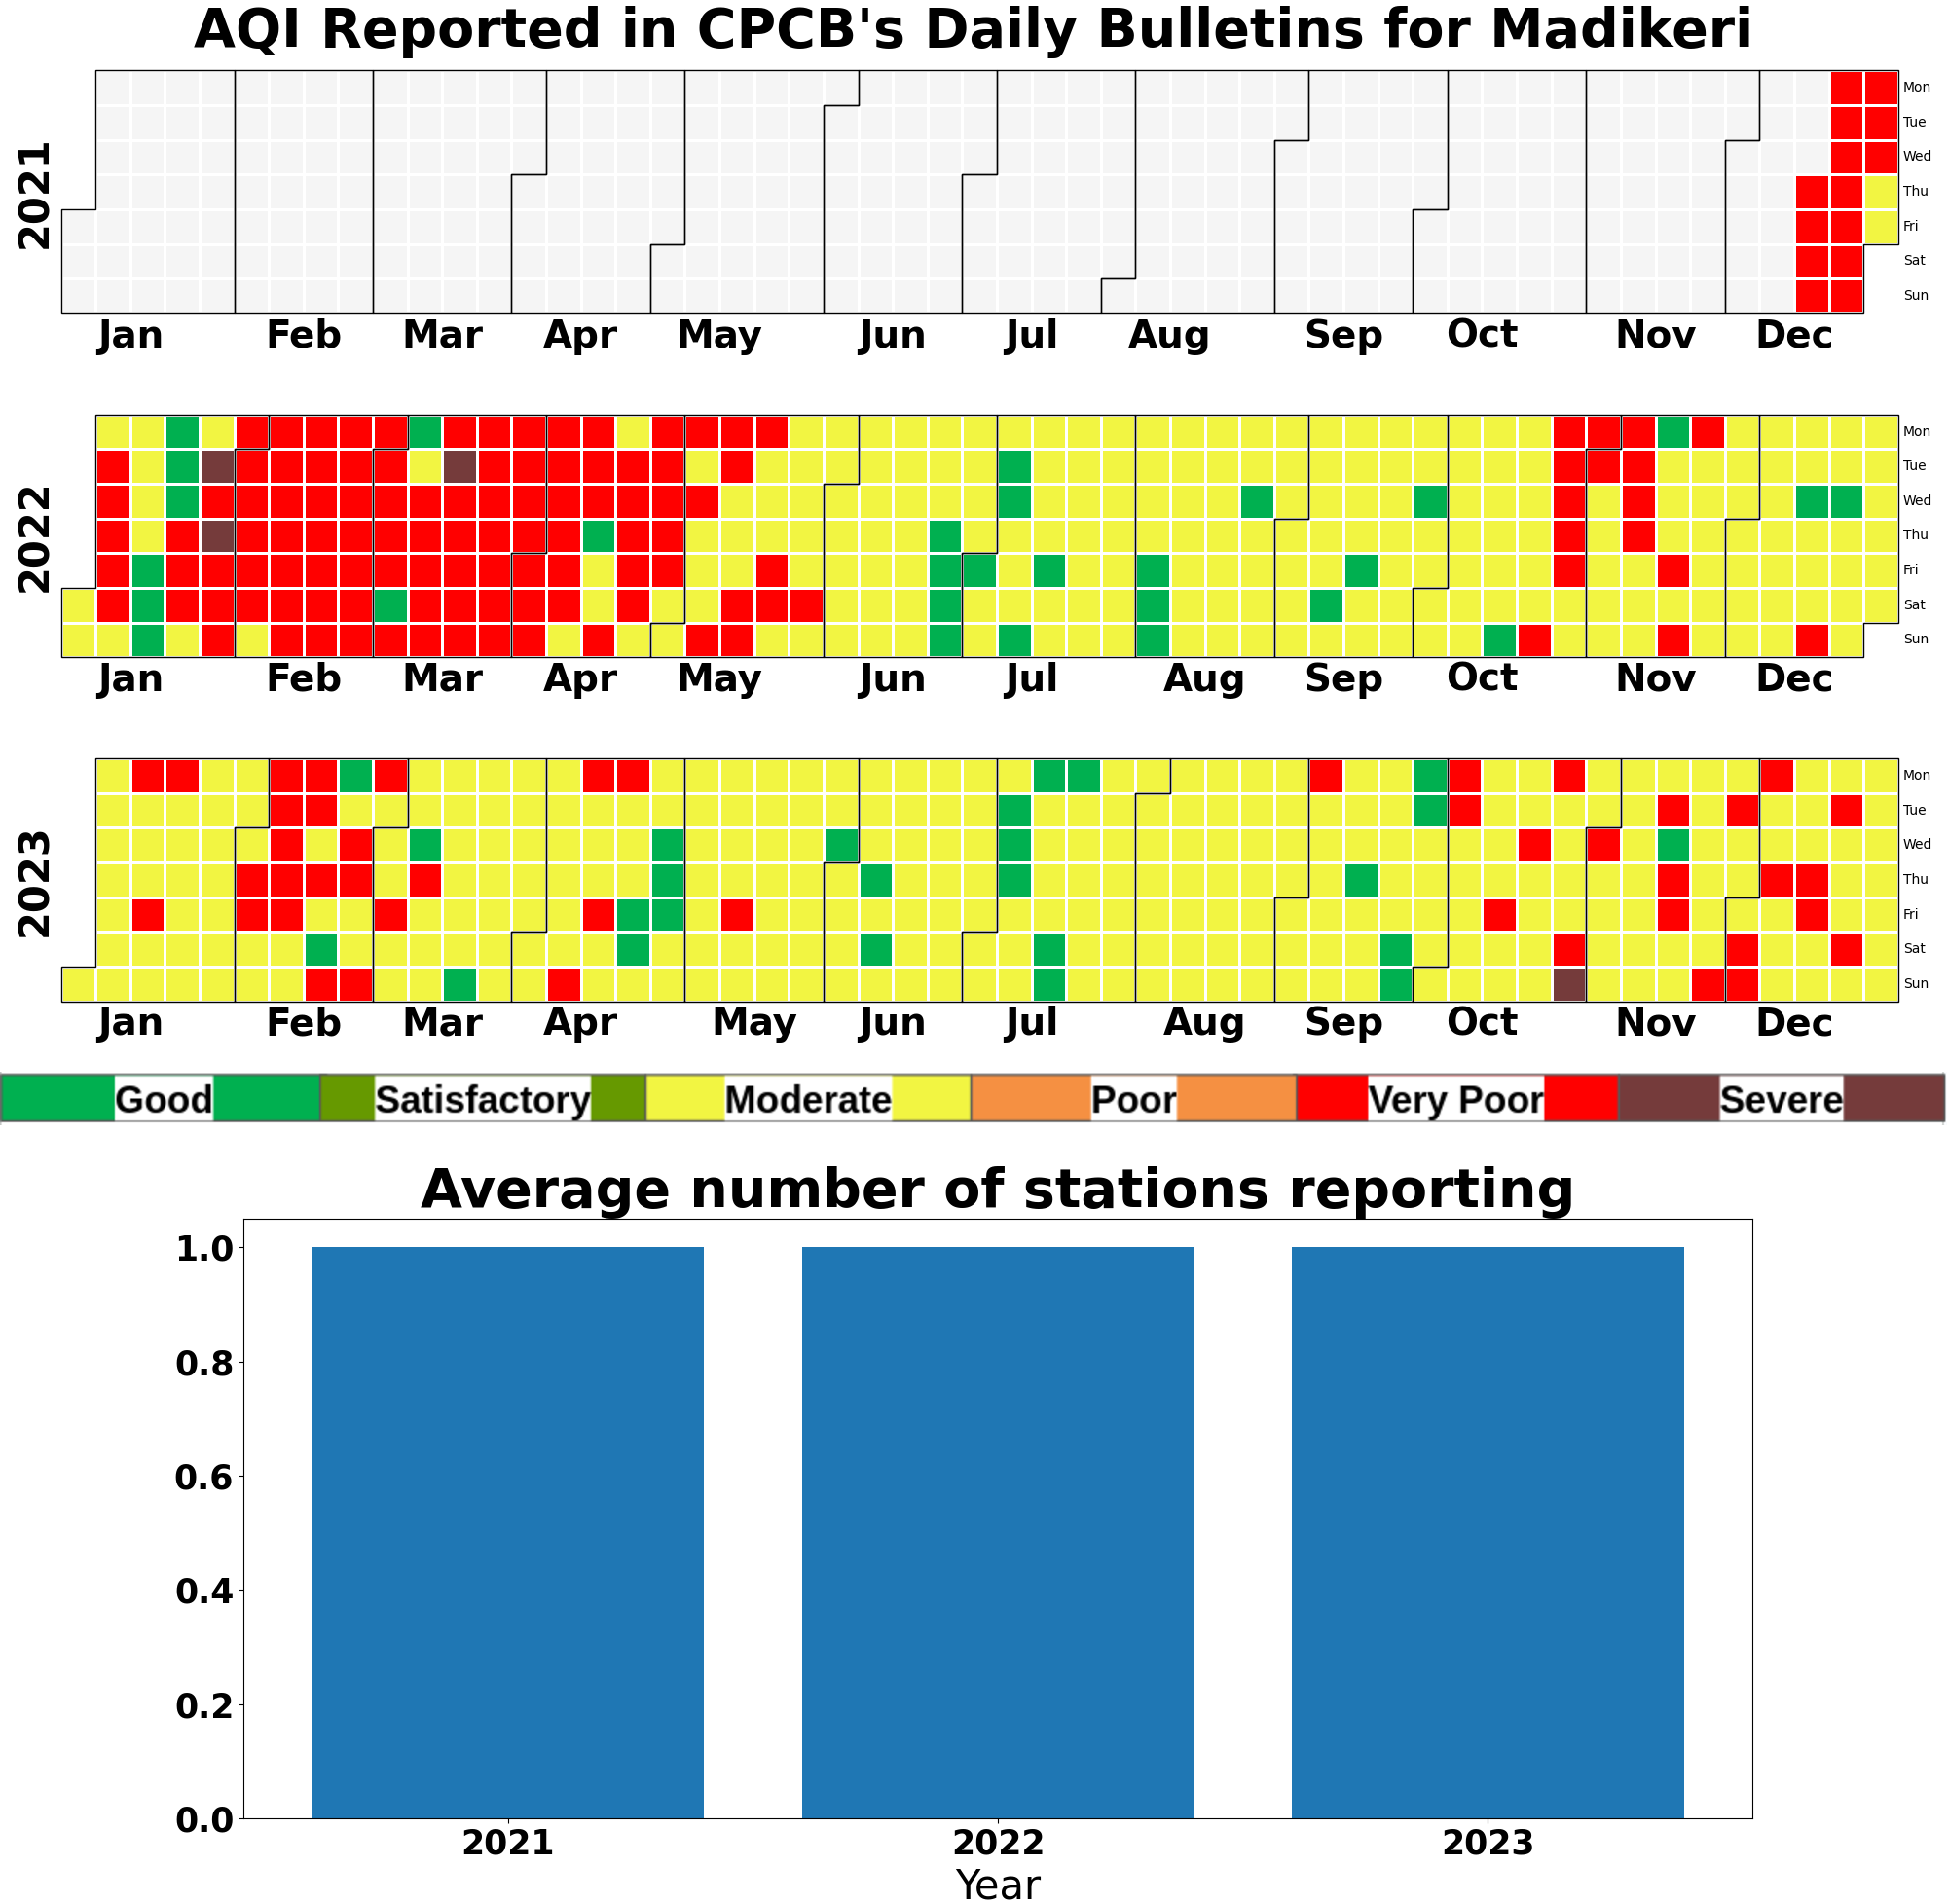 AQI Reported in CPCB's Daily Bulletins for Madikeri
2021
Mon
Tue
Wed
Thu
Fri
Sat
Sun
Jan Feb Mar Apr May Jun Jul Aug Sep Oct Nov Dec
2022
Mon
Tue
Wed
Thu
Fri
Sat
Sun
Jan Feb Mar Apr May Jun Jul Aug Sep Oct Nov Dec
2023
Mon
Tue
Wed
Thu
Fri
Sat
Sun
Jan Feb Mar Apr May Jun Jul Aug Sep Oct Nov Dec
Good Satisfactory Moderate Poor Very Poor Severe
Average number of stations reporting
1.0
0.8
0.6
0.4
0.2
0.0
2021 2022 2023
Year